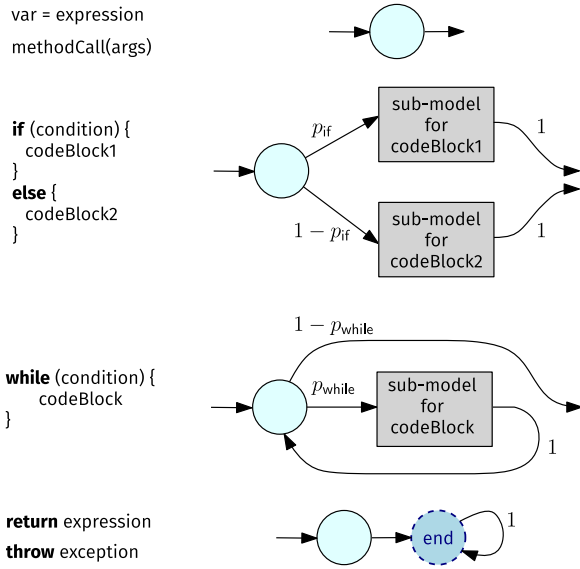 var = expression
methodCall(args)
if (condition) {
codeBlock1
}
else {
codeBlock2
}
p_if
1 − p_if
sub-model
for
codeBlock1
1
sub-model
for
codeBlock2
1
while (condition) {
codeBlock
}
1 − p_while
p_while
sub-model
for
codeBlock
1
return expression
throw exception
end
1